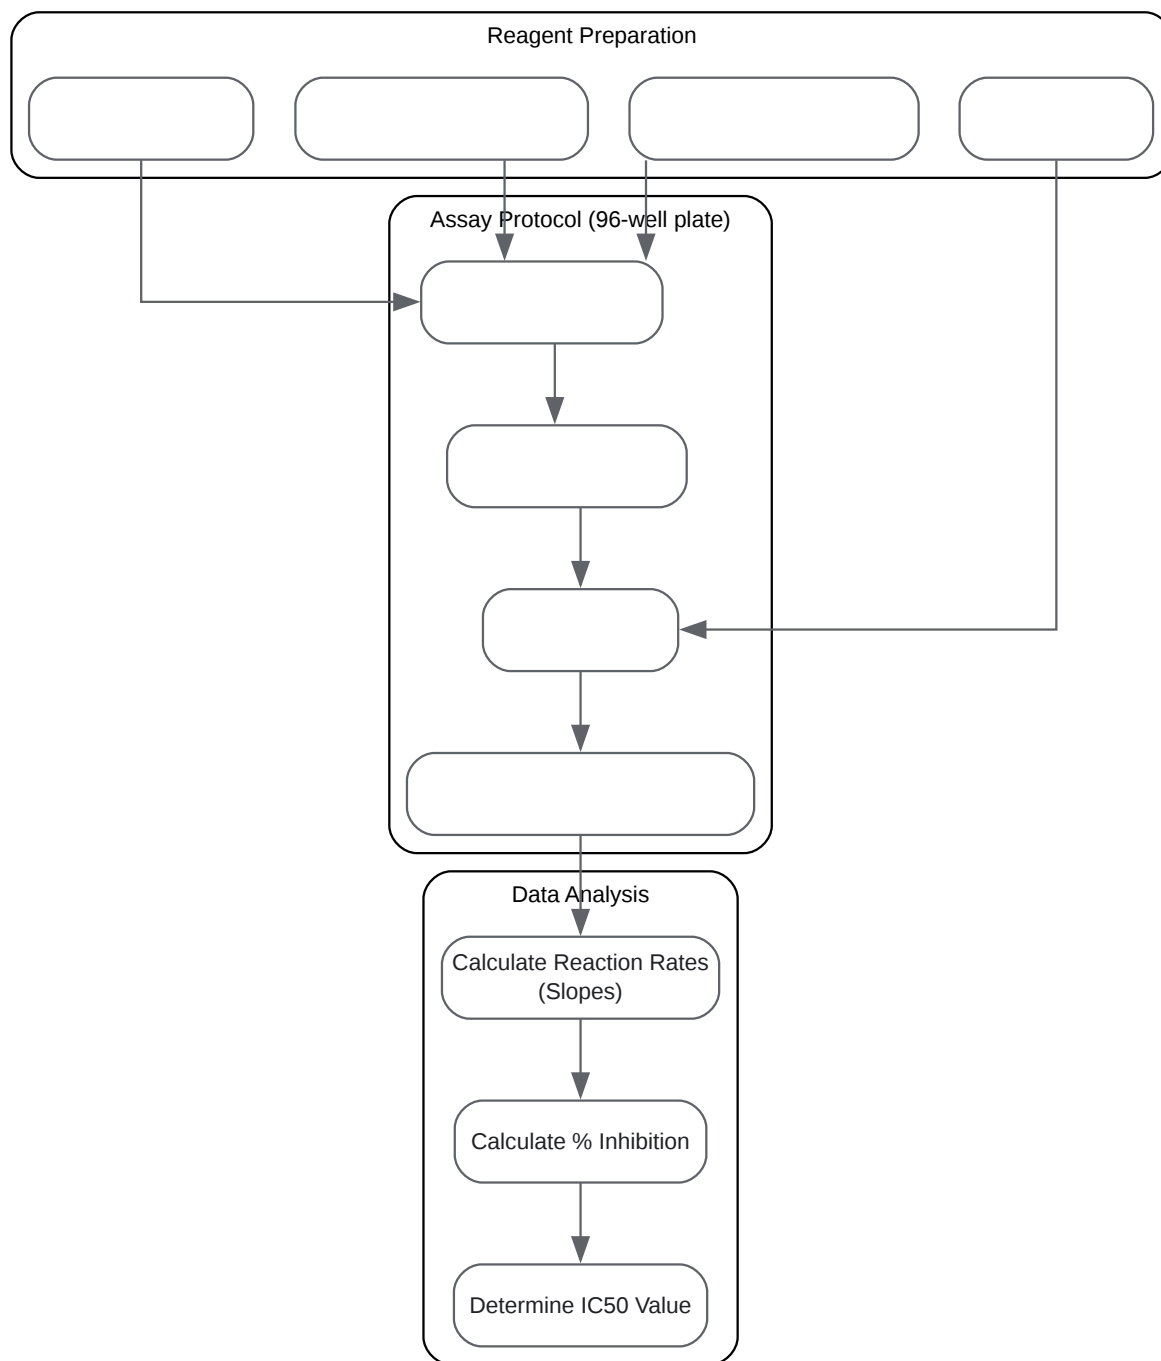 Reagent Preparation
Assay Protocol (96-well plate)
Data Analysis
Calculate Reaction Rates
(Slopes)
Calculate % Inhibition
Determine IC50 Value